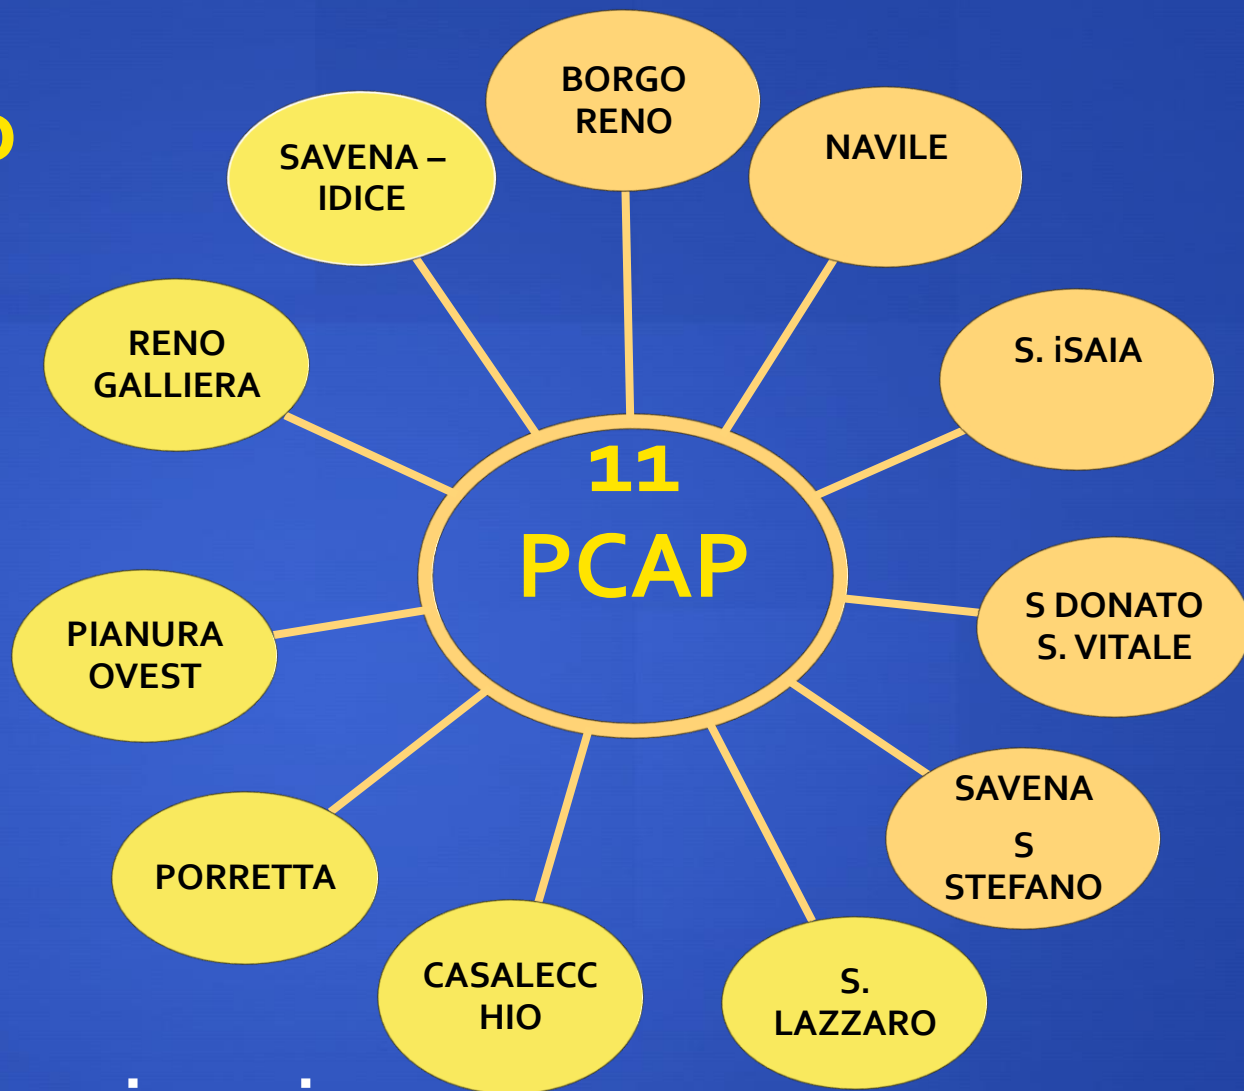 BORGO
RENO
NAVILE
S. iSAIA
S DONATO
S. VITALE
SAVENA
S
STEFANO
S.
LAZZARO
CASALECC
HIO
PORRETTA
PIANURA
OVEST
RENO
GALLIERA
SAVENA –
IDICE
11
PCAP